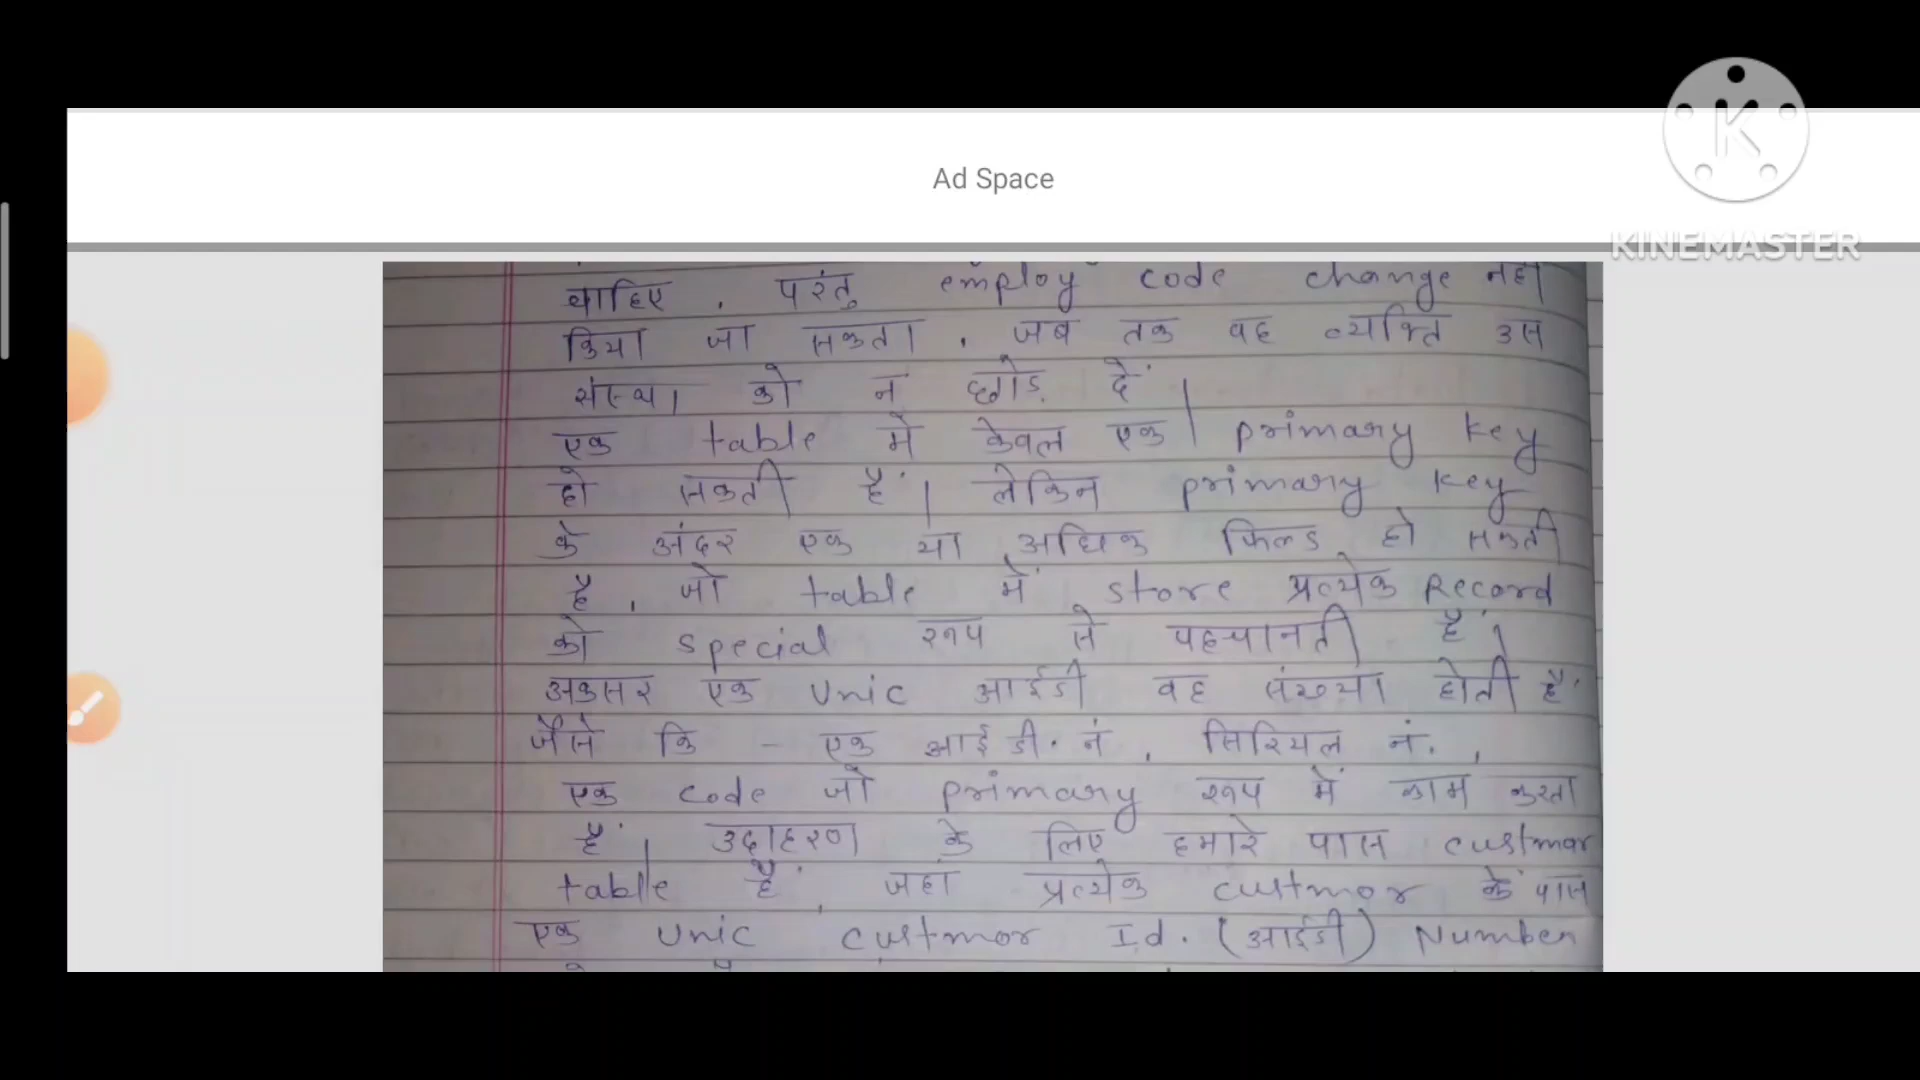 Ad Space
KINEMASTER
चाहिए , परंतु employ code change नहीं
किया जा सकता , जब तक वह व्यक्ति उस
संस्था को न छोड़ दें ।
एक table में केवल एक primary key
हो सकती हैं । लेकिन primary key
के अंदर एक या अधिक फिल्ड हो सकती
है , जो table में store प्रत्येक Record
को special रूप से पहचानती हैं ।
अकसर एक unic आईडी वह संख्या होती हैं
जैसे कि - एक आईडी. नं , सिरियल नं. ,
एक code जो primary रूप में काम करता
हैं । उदाहरण के लिए हमारे पास custmar
table हैं , जहां प्रत्येक custmor के पास
एक unic custmor Id. (आईडी) Number